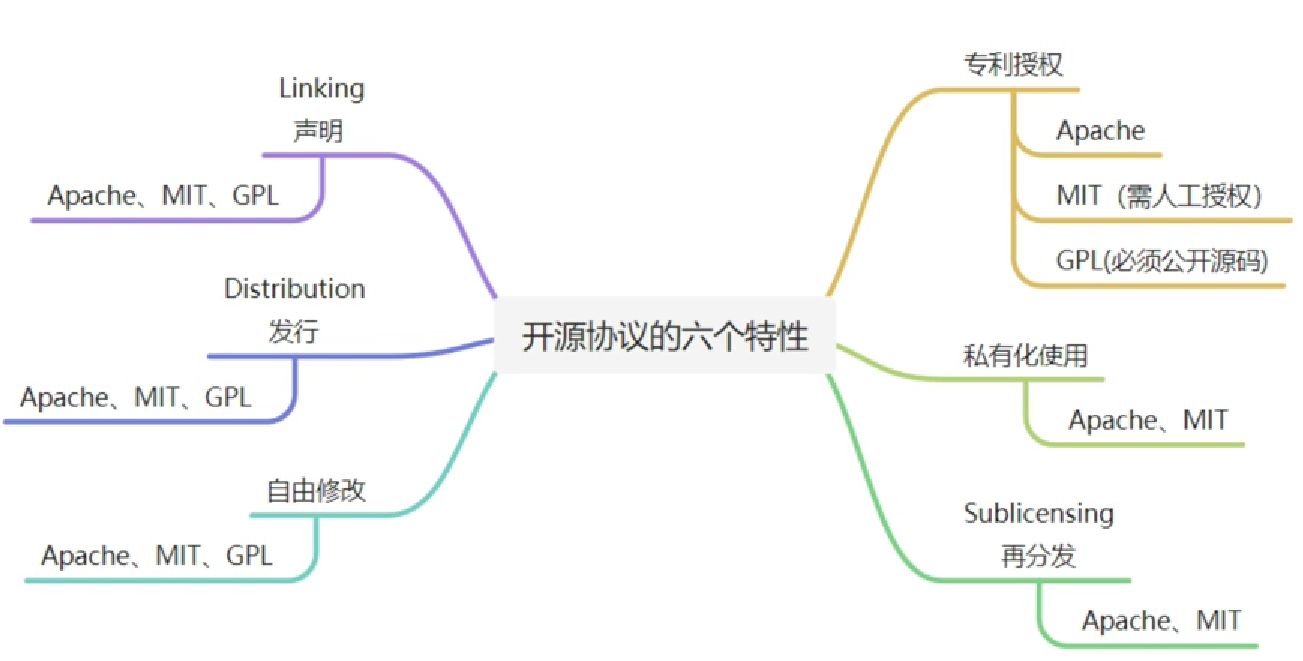 开源协议的六个特性
Linking
声明
Apache、MIT、GPL
Distribution
发行
Apache、MIT、GPL
自由修改
Apache、MIT、GPL
专利授权
Apache
MIT（需人工授权）
GPL(必须公开源码)
私有化使用
Apache、MIT
Sublicensing
再分发
Apache、MIT